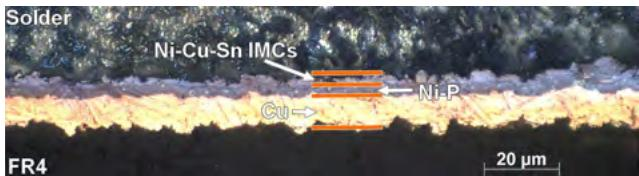 Solder
Ni-Cu-Sn IMCs
Ni-P
Cu
FR4
20 µm